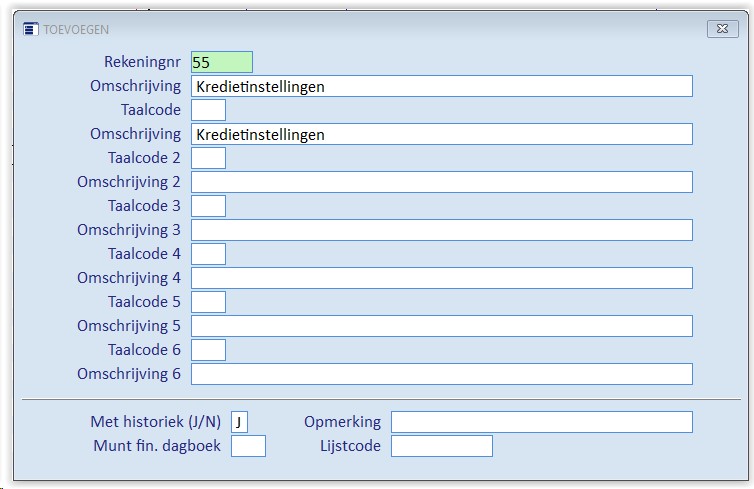 TOEVOEGEN
Rekeningnr 55
Omschrijving Kredietinstellingen
Taalcode
Omschrijving Kredietinstellingen
Taalcode 2
Omschrijving 2
Taalcode 3
Omschrijving 3
Taalcode 4
Omschrijving 4
Taalcode 5
Omschrijving 5
Taalcode 6
Omschrijving 6
Met historiek (J/N) J Opmerking
Munt fin. dagboek Lijstcode